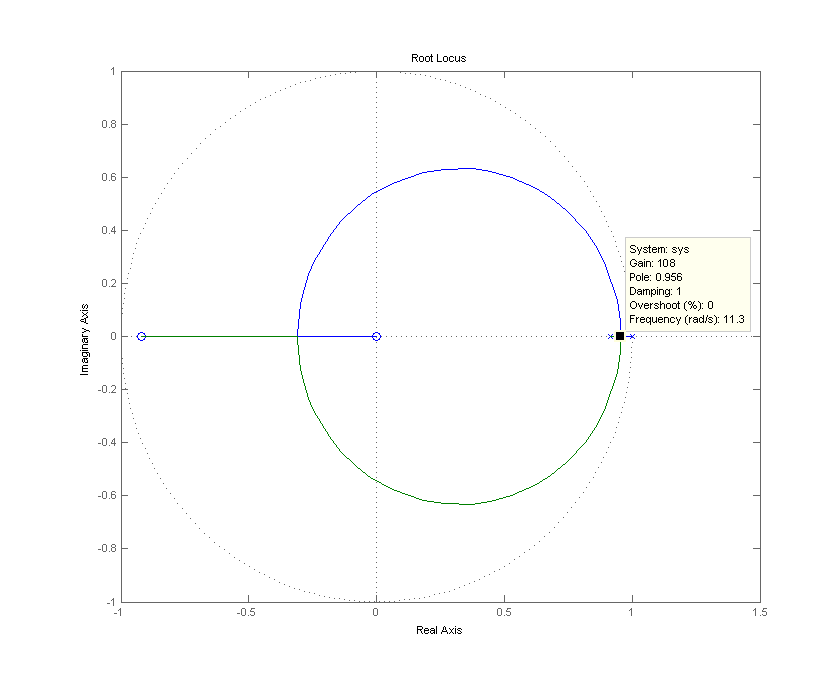 Root Locus
1
0.8
0.6
0.4
0.2
0
-0.2
-0.4
-0.6
-0.8
-1
Imaginary Axis
System: sys
Gain: 108
Pole: 0.956
Damping: 1
Overshoot (%): 0
Frequency (rad/s): 11.3
-1 -0.5 0 0.5 1 1.5
Real Axis